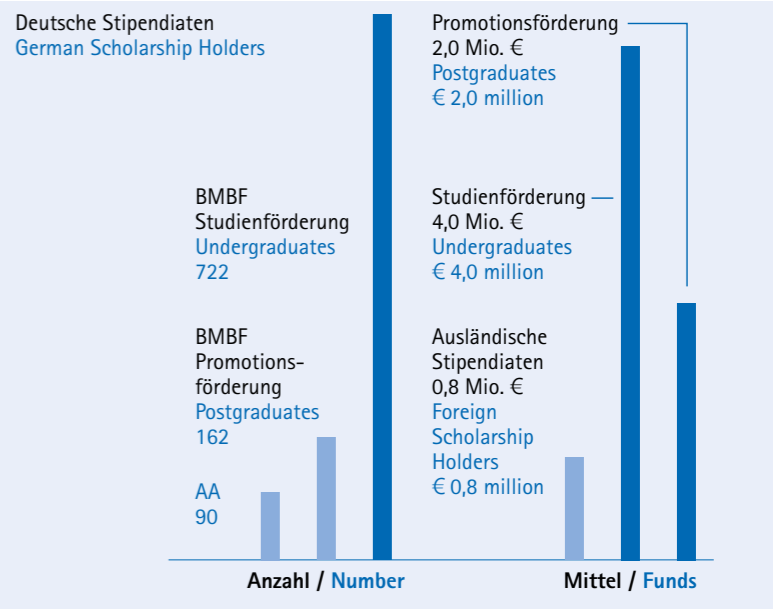 Deutsche Stipendiaten
German Scholarship Holders
BMBF
Studienförderung
Undergraduates
722
BMBF
Promotions-
förderung
Postgraduates
162
AA
90
Anzahl / Number
Promotionsförderung
2,0 Mio. €
Postgraduates
€ 2,0 million
Studienförderung
4,0 Mio. €
Undergraduates
€ 4,0 million
Ausländische
Stipendiaten
0,8 Mio. €
Foreign
Scholarship
Holders
€ 0,8 million
Mittel / Funds